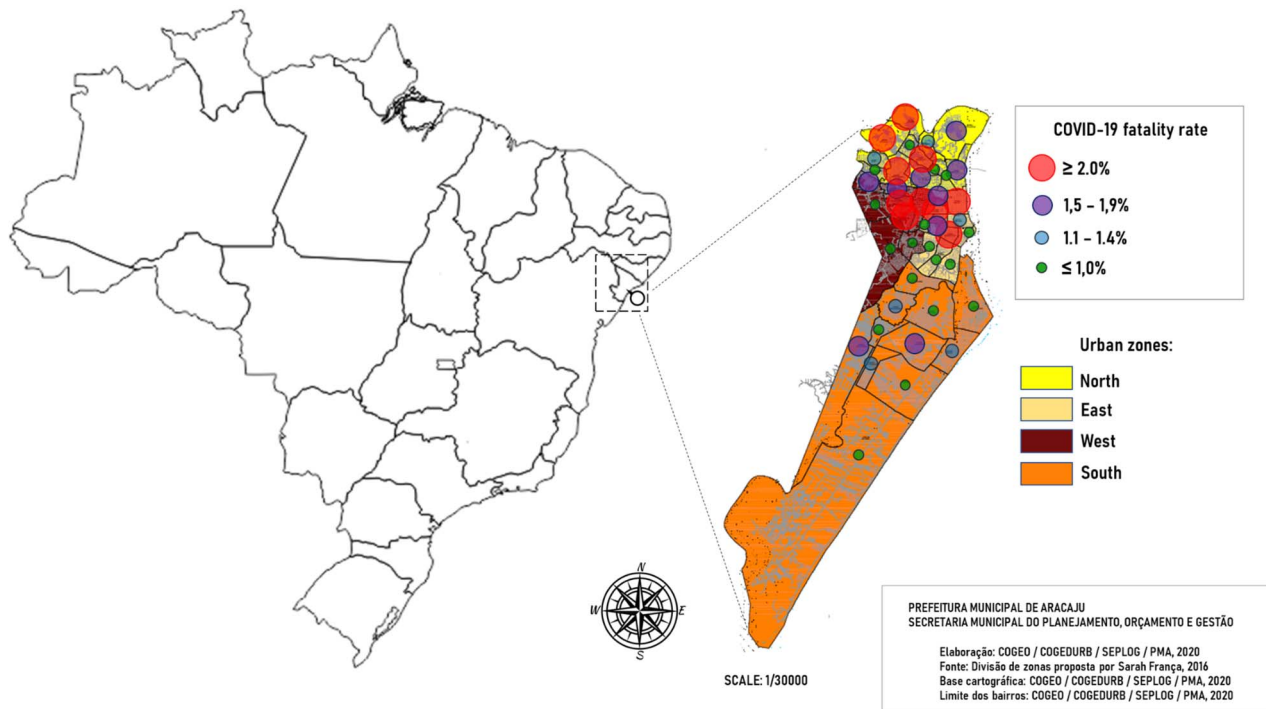 COVID-19 fatality rate
≥ 2.0%
1,5 – 1,9%
1.1 – 1.4%
≤ 1,0%
Urban zones:
North
East
West
South
N
W
E
S
SCALE: 1/30000
PREFEITURA MUNICIPAL DE ARACAJU
SECRETARIA MUNICIPAL DO PLANEJAMENTO, ORÇAMENTO E GESTÃO
Elaboração: COGEO / COGEDURB / SEPLOG / PMA, 2020
Fonte: Divisão de zonas proposta por Sarah França, 2016
Base cartográfica: COGEO / COGEDURB / SEPLOG / PMA, 2020
Limite dos bairros: COGEO / COGEDURB / SEPLOG / PMA, 2020